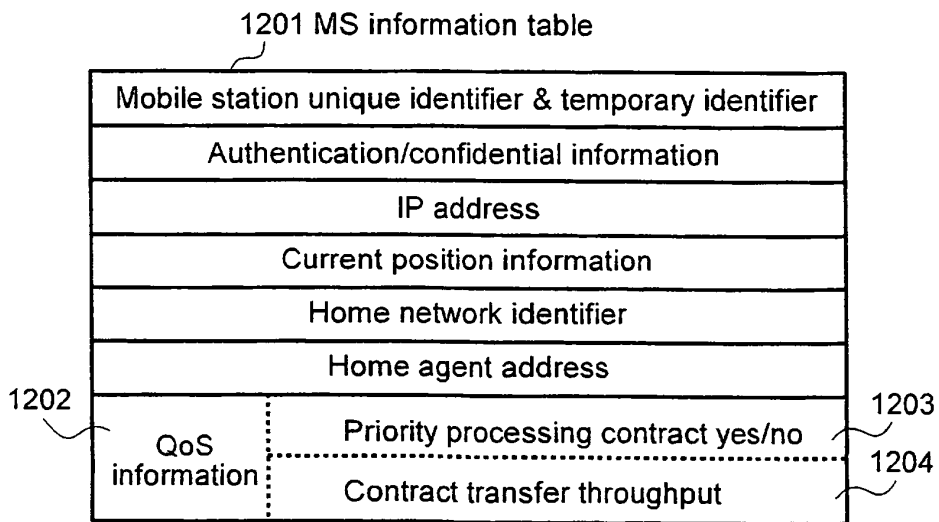 1201 MS information table
Mobile station unique identifier & temporary identifier
Authentication/confidential information
IP address
Current position information
Home network identifier
Home agent address
1202
QoS
information
Priority processing contract yes/no
1203
Contract transfer throughput
1204